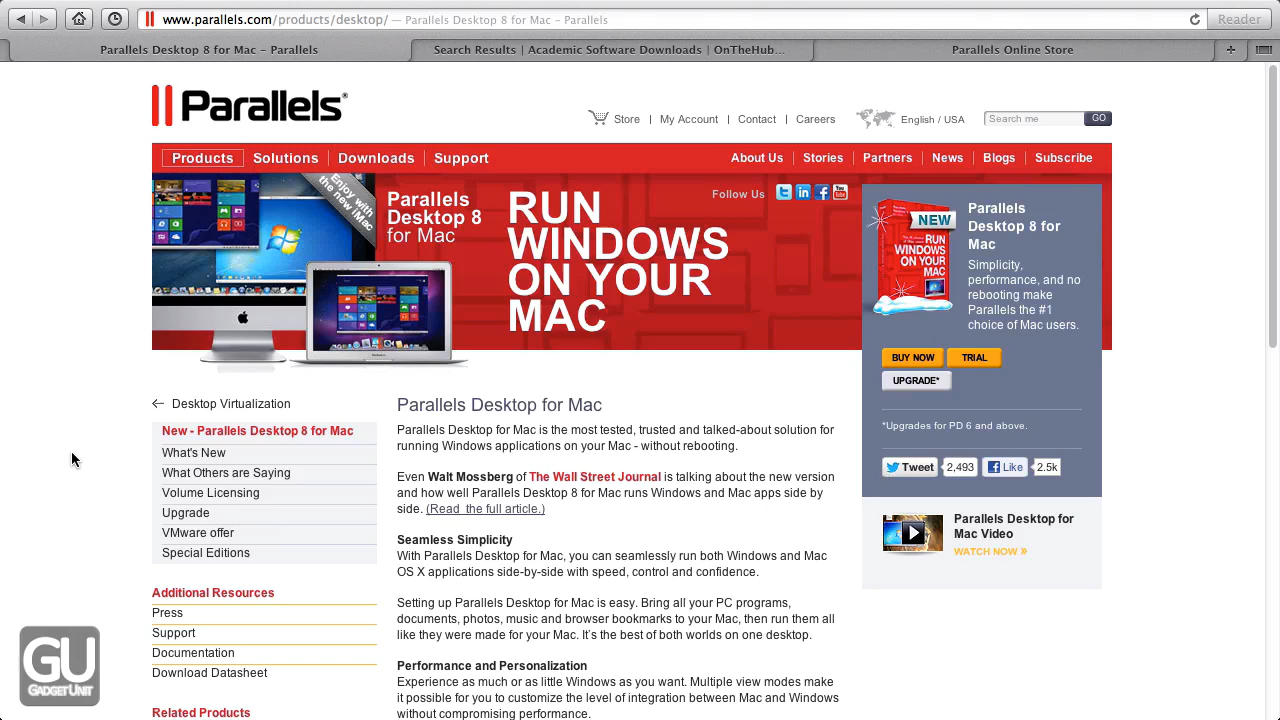 www.parallels.com/products/desktop/ — Parallels Desktop 8 for Mac – Parallels
Reader
Parallels Desktop 8 for Mac – Parallels
Search Results | Academic Software Downloads | OnTheHub...
Parallels Online Store
Parallels®
Store | My Account | Contact | Careers
English / USA
Search me
GO
Products
Solutions
Downloads
Support
About Us
Stories
Partners
News
Blogs
Subscribe
Enjoy with
the new iMac
Parallels
Desktop 8
for Mac
RUN
WINDOWS
ON YOUR
MAC
Follow Us
NEW
RUN
WINDOWS
ON YOUR
MAC
Parallels
Desktop 8 for
Mac
Simplicity,
performance, and no
rebooting make
Parallels the #1
choice of Mac users.
BUY NOW
TRIAL
UPGRADE*
*Upgrades for PD 6 and above.
Tweet
2,493
Like
2.5k
Parallels Desktop for
Mac Video
WATCH NOW »
Desktop Virtualization
New - Parallels Desktop 8 for Mac
What's New
What Others are Saying
Volume Licensing
Upgrade
VMware offer
Special Editions
Additional Resources
Press
Support
Documentation
Download Datasheet
Related Products
Parallels Desktop for Mac
Parallels Desktop for Mac is the most tested, trusted and talked-about solution for
running Windows applications on your Mac - without rebooting.
Even Walt Mossberg of The Wall Street Journal is talking about the new version
and how well Parallels Desktop 8 for Mac runs Windows and Mac apps side by
side. (Read the full article.)
Seamless Simplicity
With Parallels Desktop for Mac, you can seamlessly run both Windows and Mac
OS X applications side-by-side with speed, control and confidence.
Setting up Parallels Desktop for Mac is easy. Bring all your PC programs,
documents, photos, music and browser bookmarks to your Mac, then run them all
like they were made for your Mac. It's the best of both worlds on one desktop.
Performance and Personalization
Experience as much or as little Windows as you want. Multiple view modes make
it possible for you to customize the level of integration between Mac and Windows
without compromising performance.
GU
GADGETUNIT